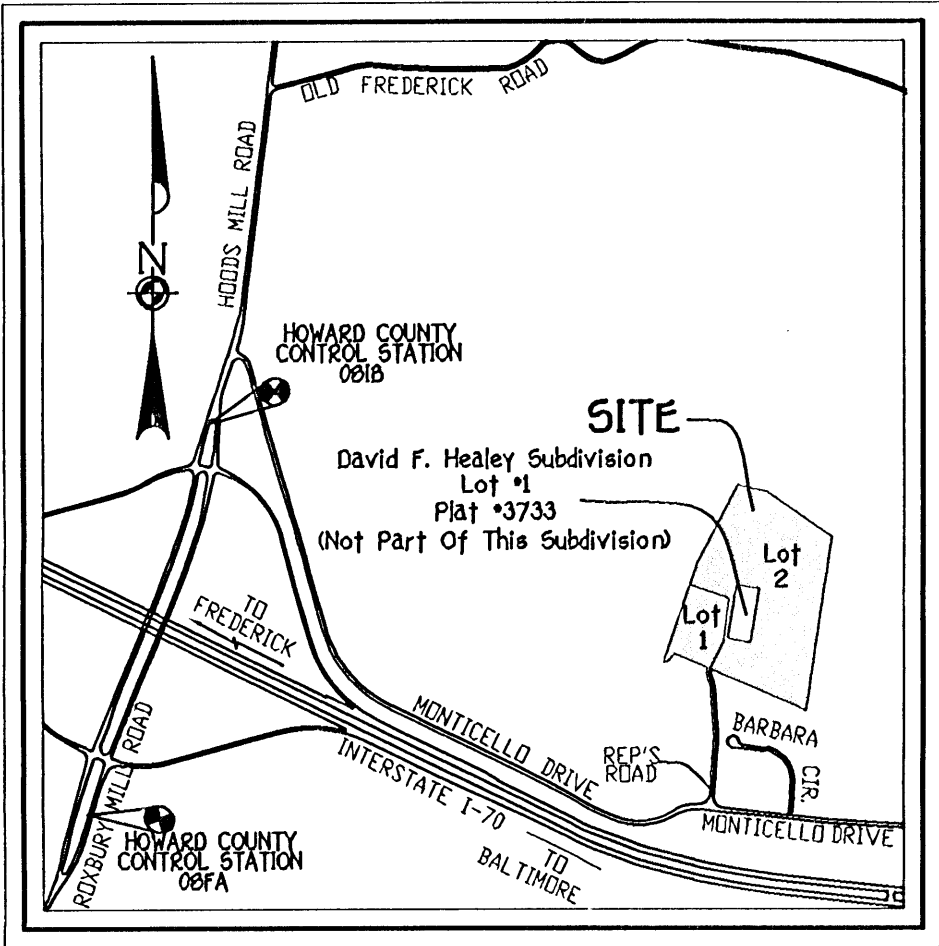 OLD FREDERICK ROAD
HOODS MILL ROAD
N
HOWARD COUNTY
CONTROL STATION
08IB
SITE
David F. Healey Subdivision
Lot #1
Plat #3733
(Not Part Of This Subdivision)
Lot
2
Lot
1
TO
FREDERICK
MONTICELLO DRIVE
INTERSTATE I-70
REP'S
ROAD
BARBARA
CIR.
MONTICELLO DRIVE
TO
BALTIMORE
ROXBURY MILL ROAD
HOWARD COUNTY
CONTROL STATION
08FA